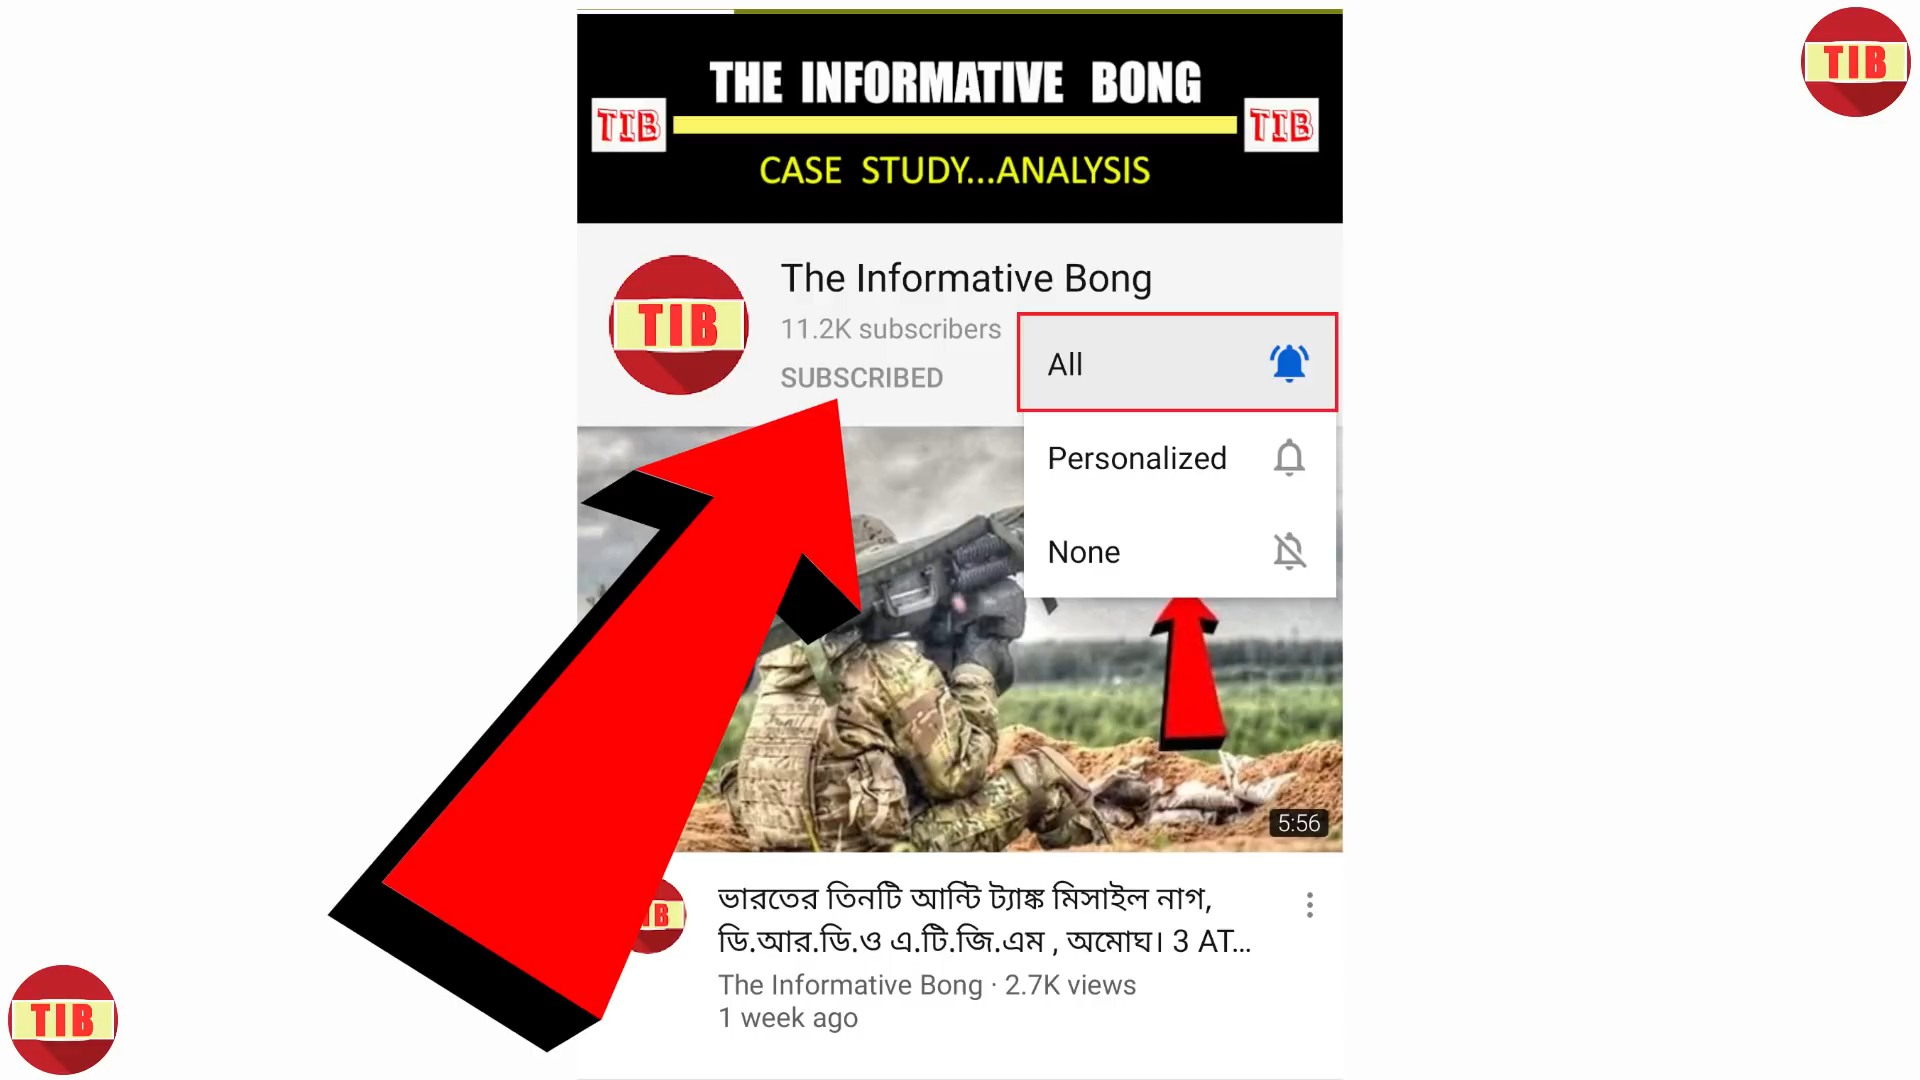 THE INFORMATIVE BONG
TIB
TIB
CASE STUDY...ANALYSIS
TIB
The Informative Bong
11.2K subscribers
SUBSCRIBED
TIB
All
Personalized
None
5:56
ভারতের তিনটি আন্টি ট্যাঙ্ক মিসাইল নাগ,
ডি.আর.ডি.ও এ.টি.জি.এম , অমোঘ। 3 AT...
IB
The Informative Bong · 2.7K views
1 week ago
TIB